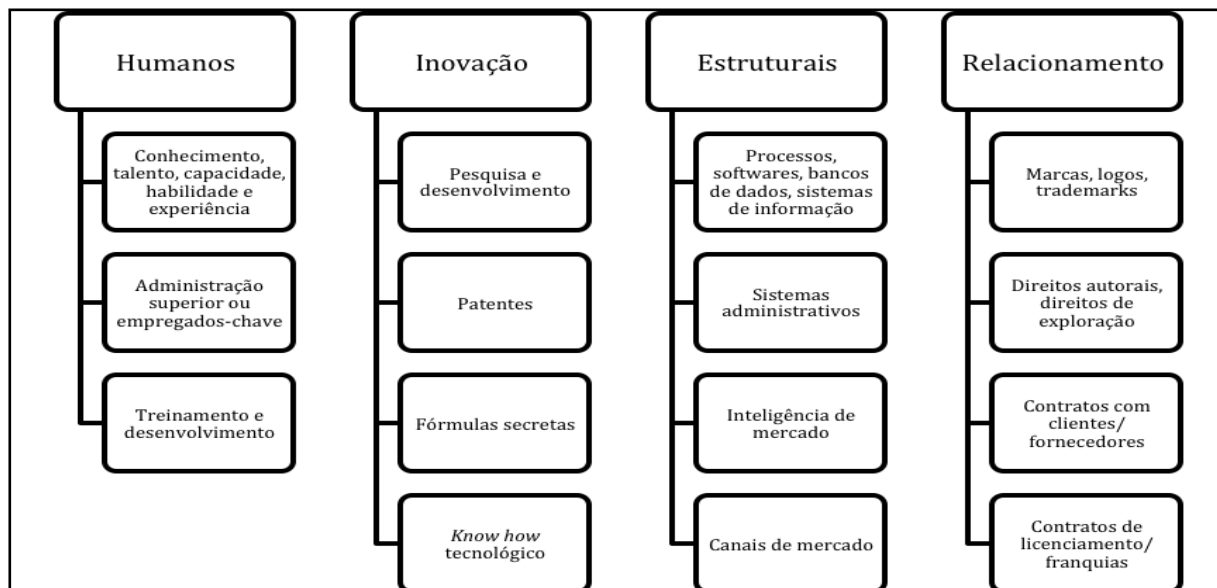 Humanos
Conhecimento,
talento, capacidade,
habilidade e
experiência
Administração
superior ou
empregados-chave
Treinamento e
desenvolvimento
Inovação
Pesquisa e
desenvolvimento
Patentes
Fórmulas secretas
Know how
tecnológico
Estruturais
Processos,
softwares, bancos
de dados, sistemas
de informação
Sistemas
administrativos
Inteligência de
mercado
Canais de mercado
Relacionamento
Marcas, logos,
trademarks
Direitos autorais,
direitos de
exploração
Contratos com
clientes/
fornecedores
Contratos de
licenciamento/
franquias